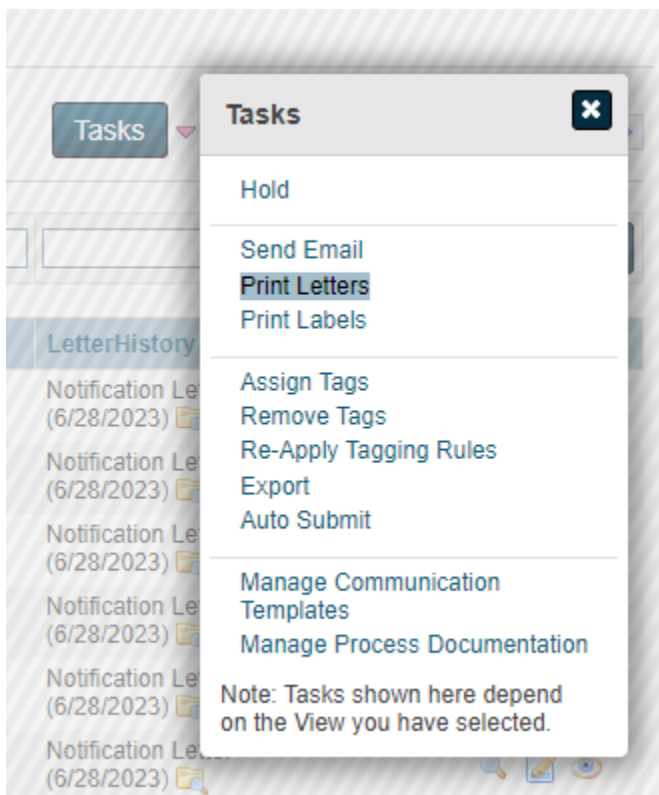 Tasks
Tasks
Hold
Send Email
Print Letters
Print Labels
Assign Tags
Remove Tags
Re-Apply Tagging Rules
Export
Auto Submit
Manage Communication
Templates
Manage Process Documentation
Note: Tasks shown here depend
on the View you have selected.
LetterHistory
Notification Le
(6/28/2023)
Notification Le
(6/28/2023)
Notification Le
(6/28/2023)
Notification Le
(6/28/2023)
Notification Le
(6/28/2023)
Notification Letter
(6/28/2023)